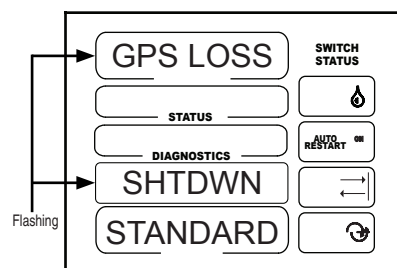 GPS LOSS
SWITCH
STATUS
STATUS
AUTO ON
RESTART
DIAGNOSTICS
SHTDWN
Flashing
STANDARD